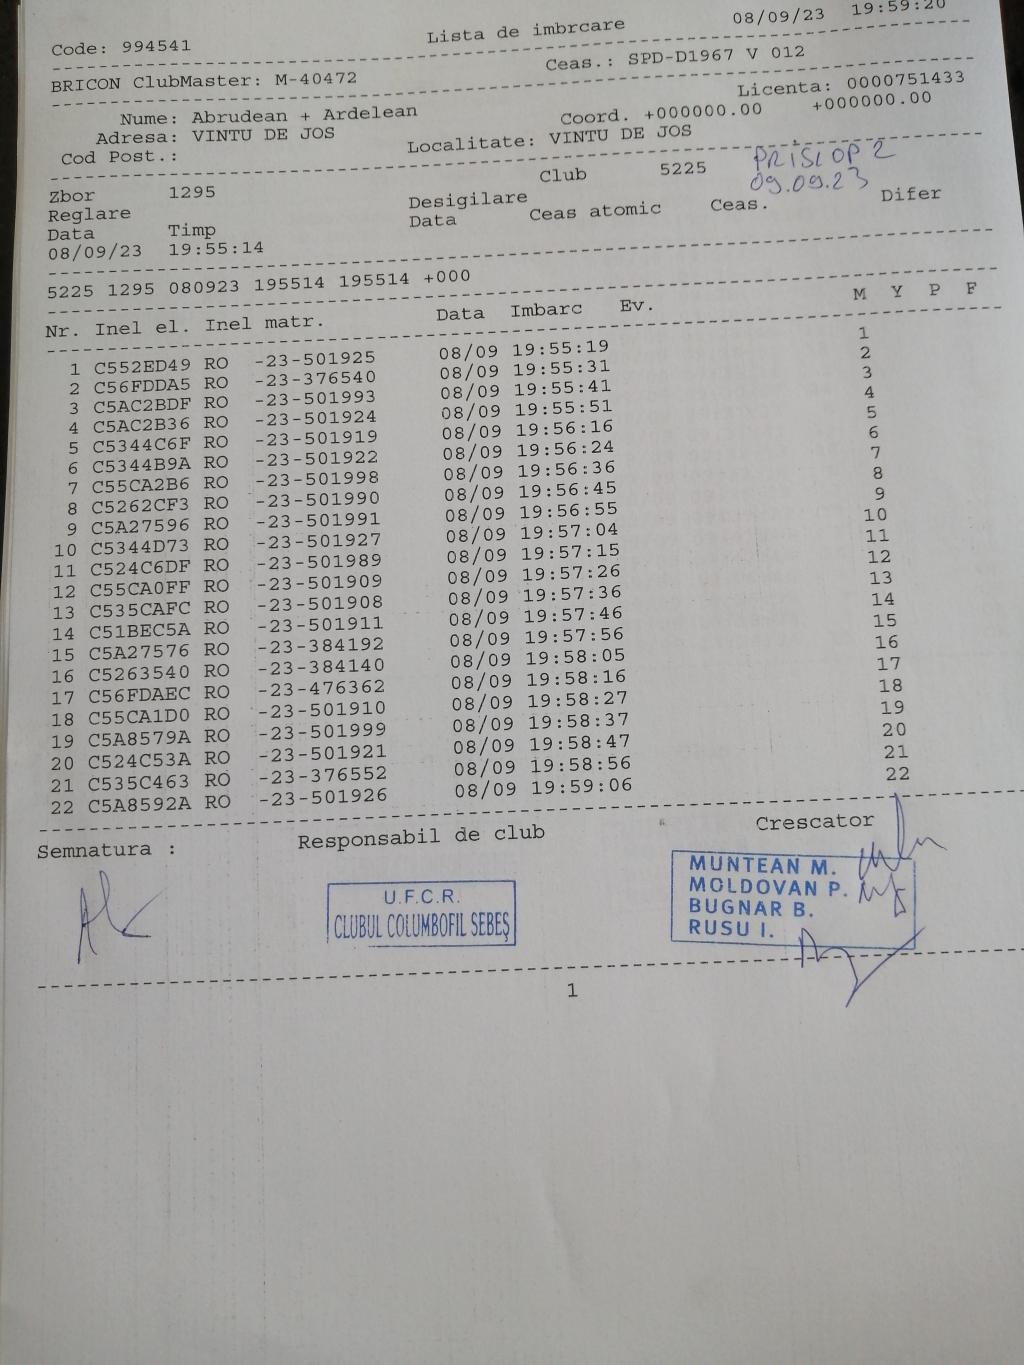 Code: 994541 Lista de imbrcare 08/09/23 19:59:20
BRICON ClubMaster: M-40472 Ceas.: SPD-D1967 V 012
Licenta: 0000751433
Nume: Abrudean + Ardelean Coord. +000000.00 +000000.00
Adresa: VINTU DE JOS Localitate: VINTU DE JOS
Cod Post.:
Zbor 1295 Club 5225 PRISLOP 2
09.09.23
Reglare Desigilare
Data Timp Data Ceas atomic Ceas. Difer
08/09/23 19:55:14
5225 1295 080923 195514 195514 +000
Nr. Inel el. Inel matr. Data Imbarc Ev. M Y P F
1 C552ED49 RO -23-501925 08/09 19:55:19 1
2 C56FDDA5 RO -23-376540 08/09 19:55:31 2
3 C5AC2BDF RO -23-501993 08/09 19:55:41 3
4 C5AC2B36 RO -23-501924 08/09 19:55:51 4
5 C5344C6F RO -23-501919 08/09 19:56:16 5
6 C5344B9A RO -23-501922 08/09 19:56:24 6
7 C55CA2B6 RO -23-501998 08/09 19:56:36 7
8 C5262CF3 RO -23-501990 08/09 19:56:45 8
9 C5A27596 RO -23-501991 08/09 19:56:55 9
10 C5344D73 RO -23-501927 08/09 19:57:04 10
11 C524C6DF RO -23-501989 08/09 19:57:15 11
12 C55CA0FF RO -23-501909 08/09 19:57:26 12
13 C535CAFC RO -23-501908 08/09 19:57:36 13
14 C51BEC5A RO -23-501911 08/09 19:57:46 14
15 C5A27576 RO -23-384192 08/09 19:57:56 15
16 C5263540 RO -23-384140 08/09 19:58:05 16
17 C56FDAEC RO -23-476362 08/09 19:58:16 17
18 C55CA1D0 RO -23-501910 08/09 19:58:27 18
19 C5A8579A RO -23-501999 08/09 19:58:37 19
20 C524C53A RO -23-501921 08/09 19:58:47 20
21 C535C463 RO -23-376552 08/09 19:58:56 21
22 C5A8592A RO -23-501926 08/09 19:59:06 22
Semnatura : Responsabil de club Crescator
U.F.C.R.
CLUBUL COLUMBOFIL SEBEȘ
MUNTEAN M.
MOLDOVAN P.
BUGNAR B.
RUSU I.
1